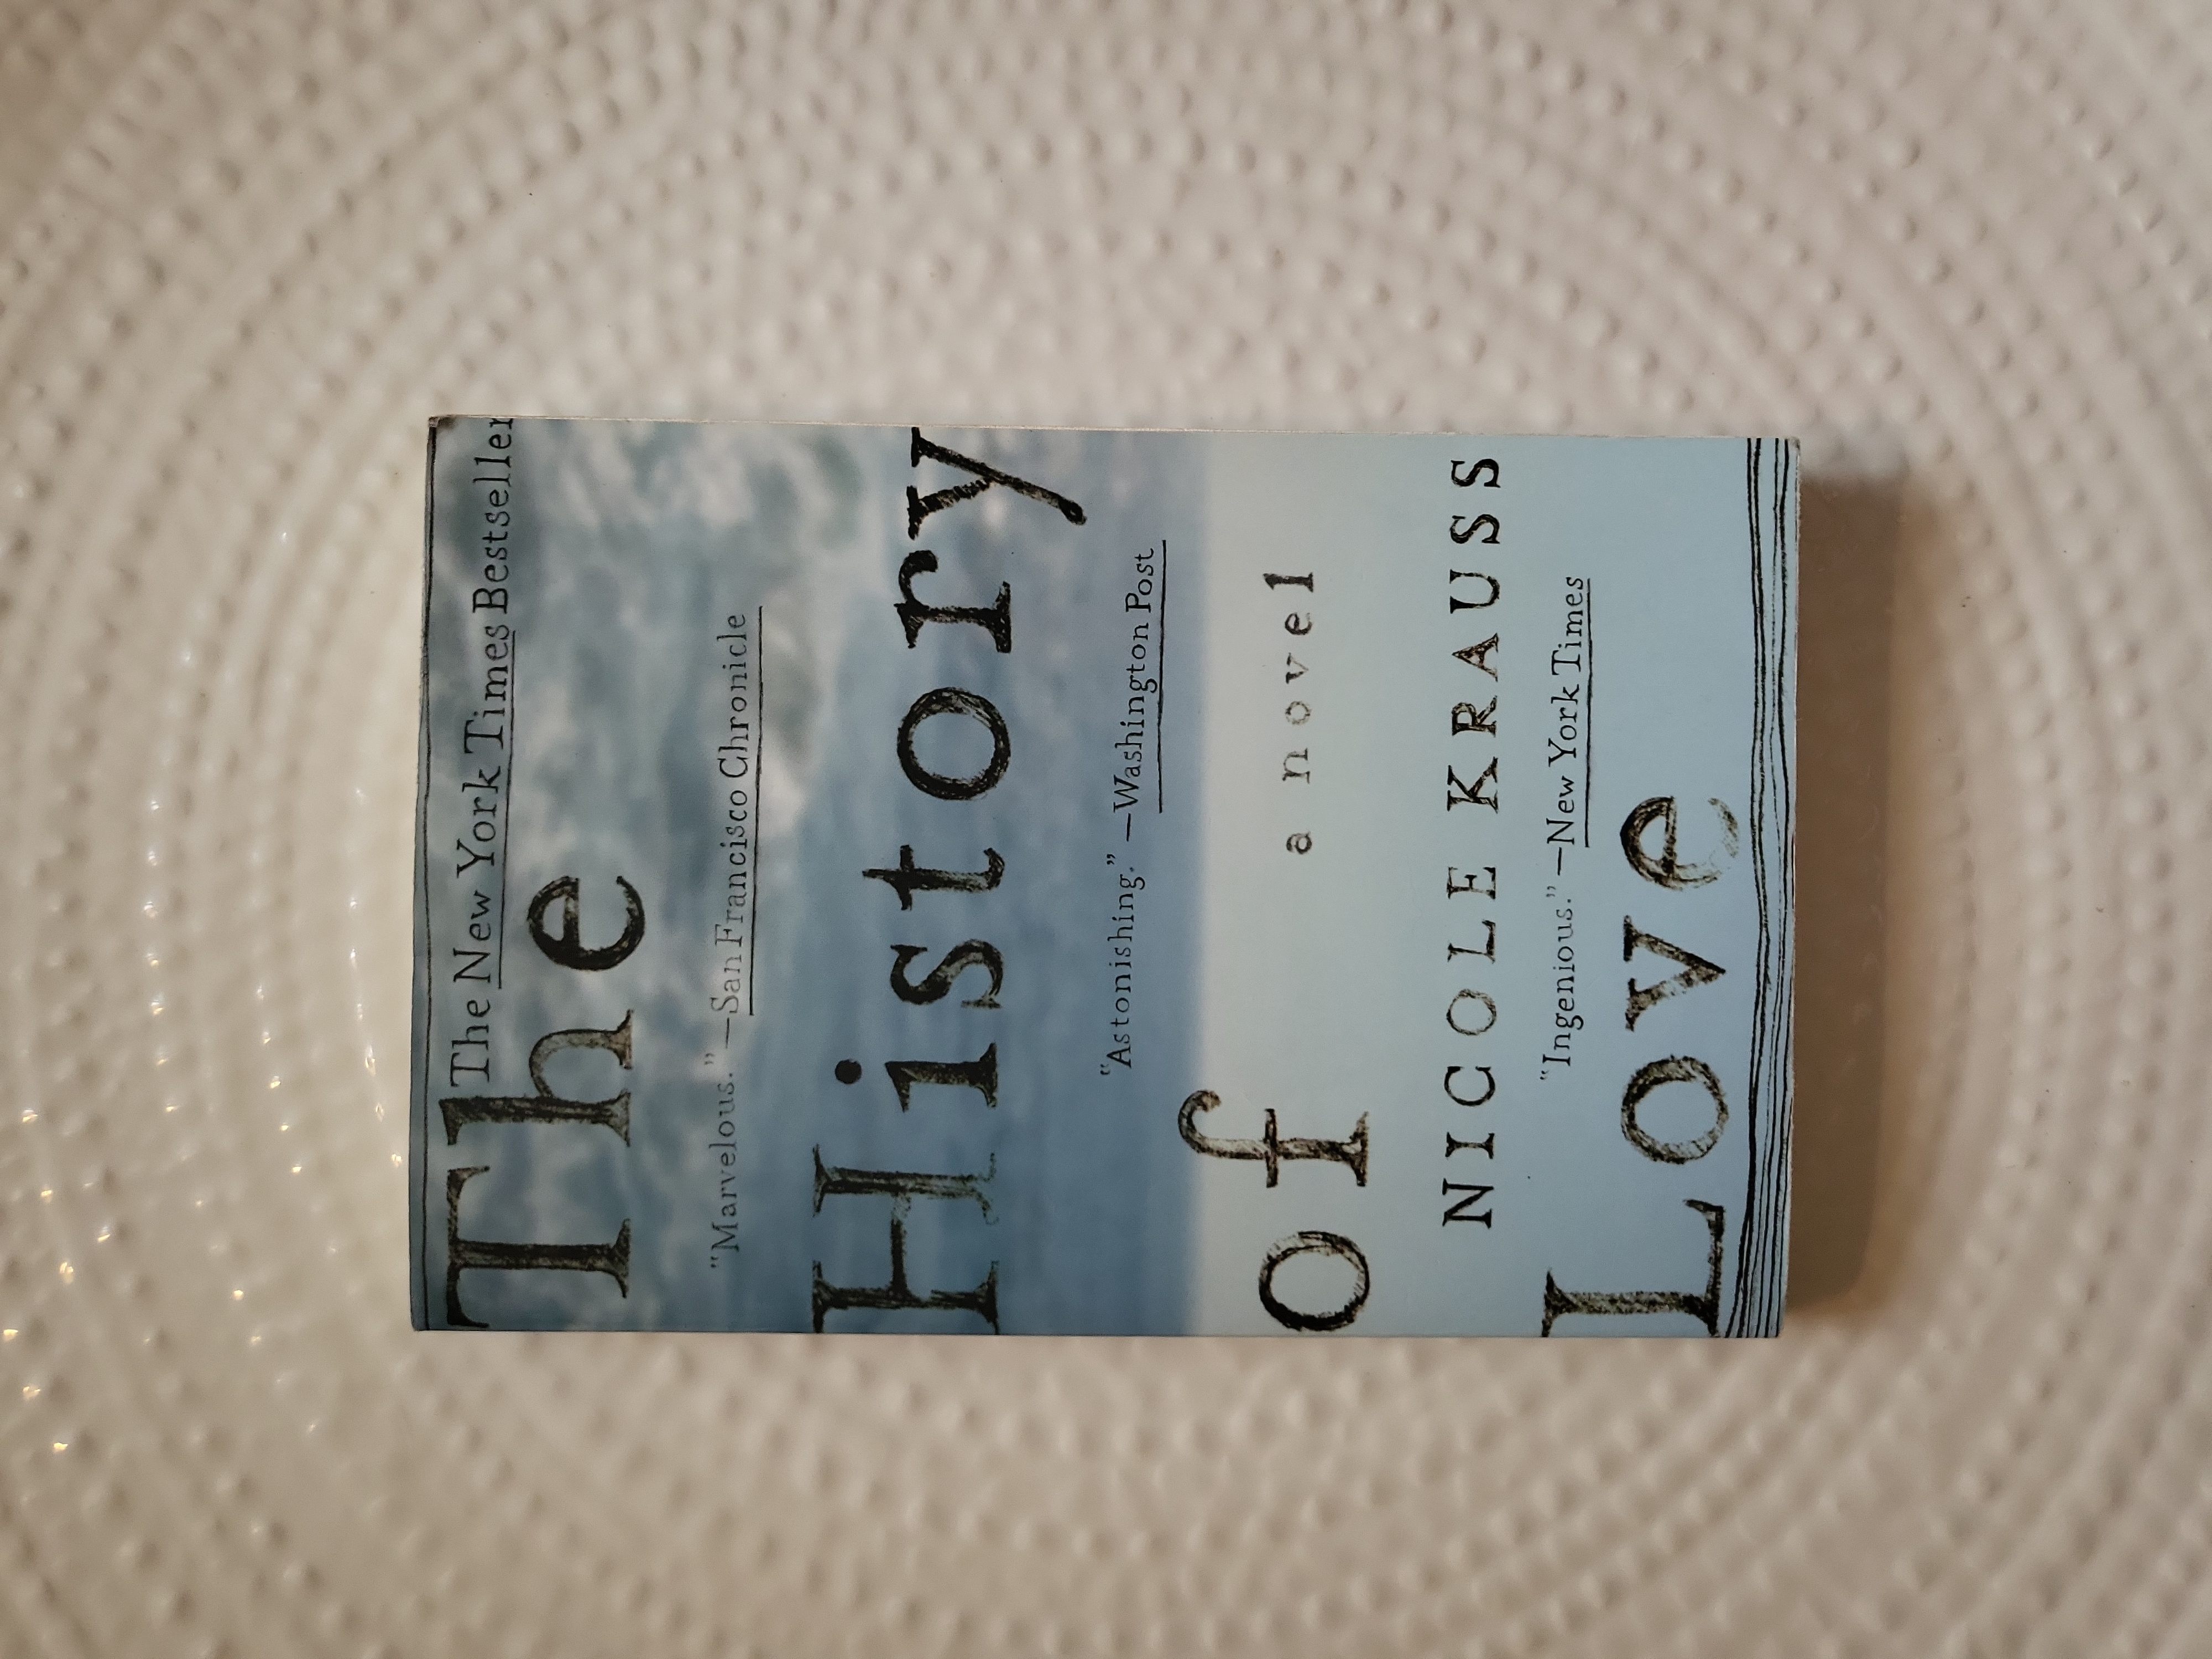 The New York Times Bestseller
The
"Marvelous."—San Francisco Chronicle
History
"Astonishing."—Washington Post
a novel
of
NICOLE KRAUSS
"Ingenious."—New York Times
Love